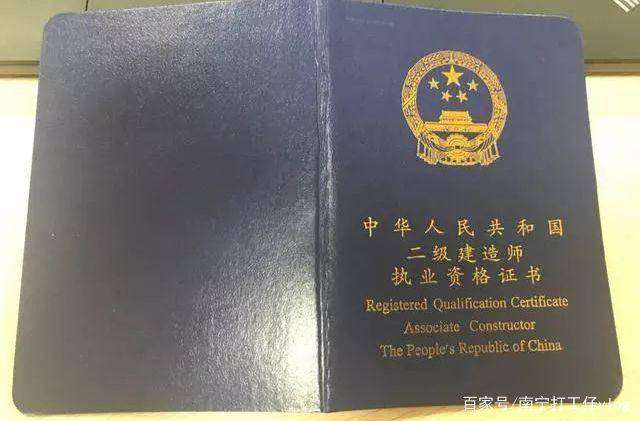 中华人民共和国
二级建造师
执业资格证书
Registered Qualification Certificate
Associate Constructor
The People's Republic of China
百家号/南宁打工仔